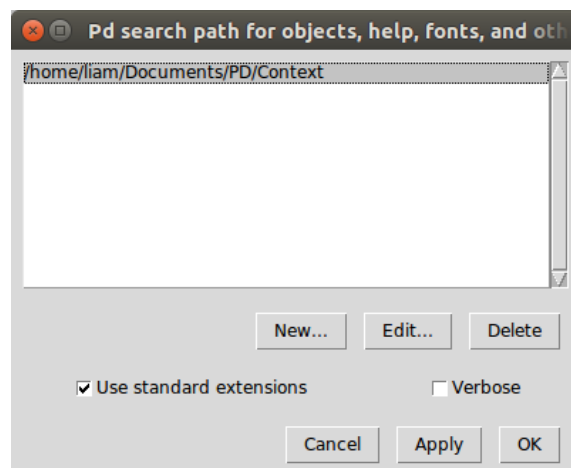 Pd search path for objects, help, fonts, and oth
/home/liam/Documents/PD/Context
New... Edit... Delete
Use standard extensions Verbose
Cancel Apply OK